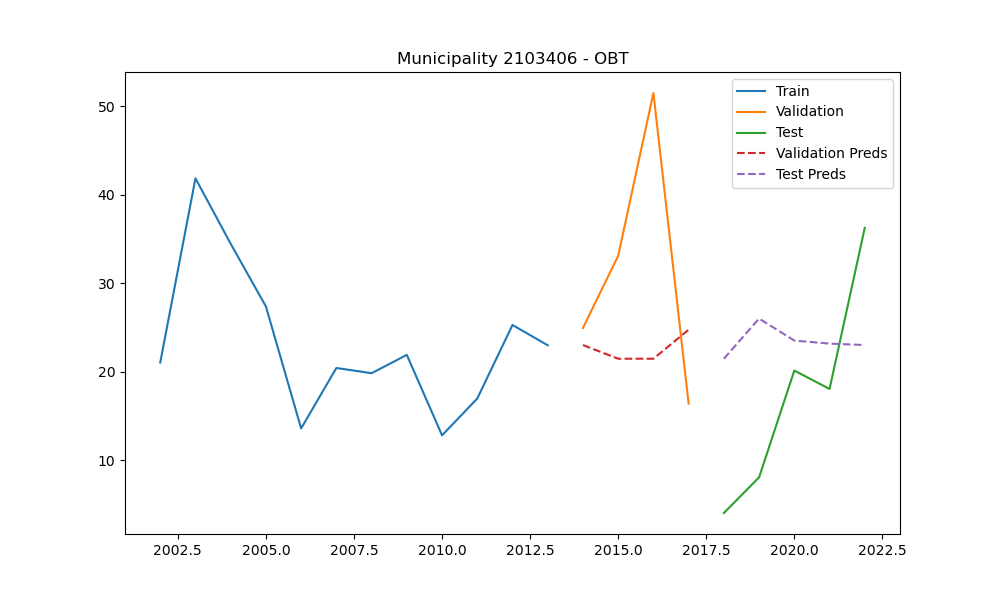 Municipality 2103406 - OBT
Train
Validation
Test
Validation Preds
Test Preds
50
40
30
20
10
2002.5 2005.0 2007.5 2010.0 2012.5 2015.0 2017.5 2020.0 2022.5